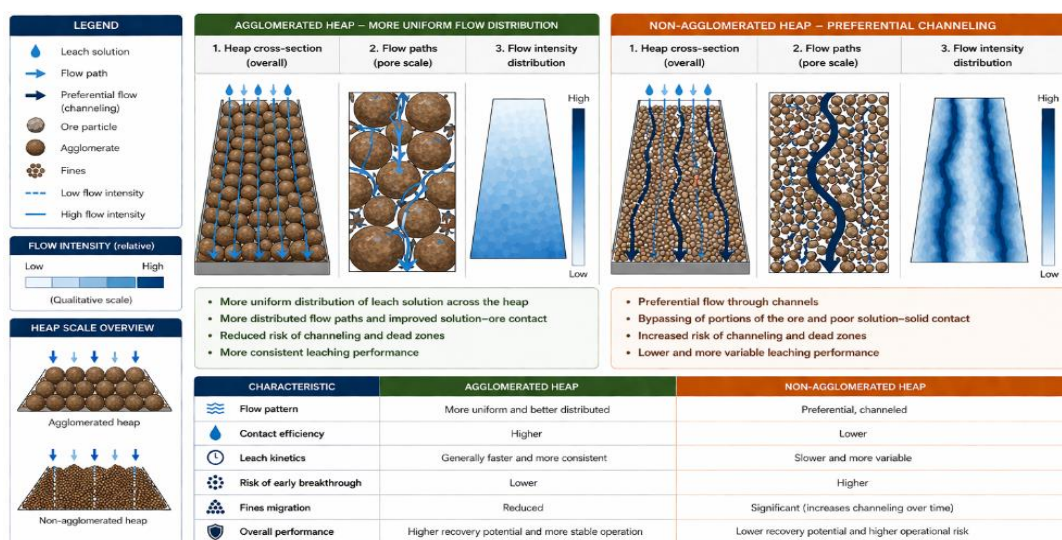 LEGEND
Leach solution
Flow path
Preferential flow
(channeling)
Ore particle
Agglomerate
Fines
Low flow intensity
High flow intensity
FLOW INTENSITY (relative)
Low High
(Qualitative scale)
HEAP SCALE OVERVIEW
Agglomerated heap
Non-agglomerated heap
AGGLOMERATED HEAP – MORE UNIFORM FLOW DISTRIBUTION
1. Heap cross-section
(overall)
2. Flow paths
(pore scale)
3. Flow intensity
distribution
High
Low
• More uniform distribution of leach solution across the heap
• More distributed flow paths and improved solution–ore contact
• Reduced risk of channeling and dead zones
• More consistent leaching performance
NON-AGGLOMERATED HEAP – PREFERENTIAL CHANNELING
1. Heap cross-section
(overall)
2. Flow paths
(pore scale)
3. Flow intensity
distribution
High
Low
• Preferential flow through channels
• Bypassing of portions of the ore and poor solution–solid contact
• Increased risk of channeling and dead zones
• Lower and more variable leaching performance
CHARACTERISTIC AGGLOMERATED HEAP NON-AGGLOMERATED HEAP
Flow pattern More uniform and better distributed Preferential, channeled
Contact efficiency Higher Lower
Leach kinetics Generally faster and more consistent Slower and more variable
Risk of early breakthrough Lower Higher
Fines migration Reduced Significant (increases channeling over time)
Overall performance Higher recovery potential and more stable operation Lower recovery potential and higher operational risk